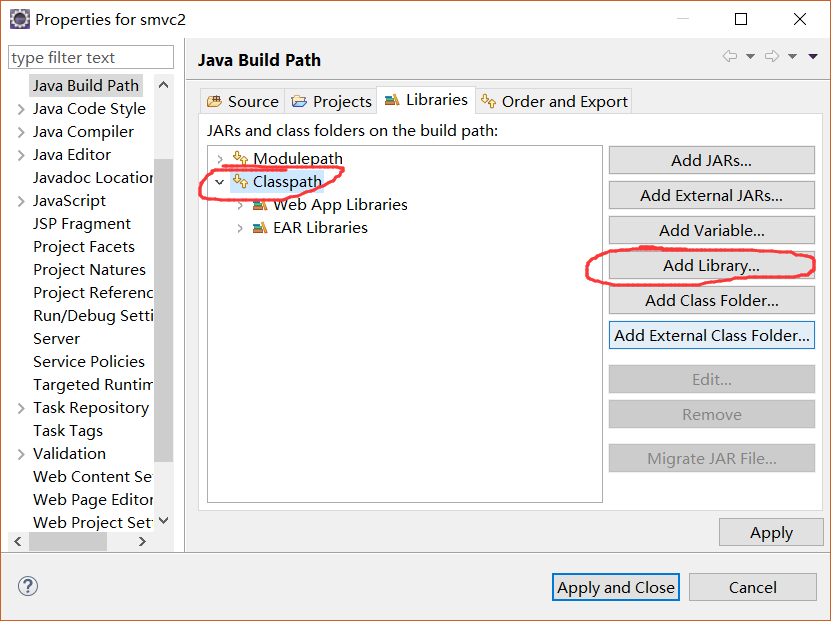 Properties for smvc2
type filter text
Java Build Path
Java Code Style
Java Compiler
Java Editor
Javadoc Location
JavaScript
JSP Fragment
Project Facets
Project Natures
Project Referenc
Run/Debug Setti
Server
Service Policies
Targeted Runtim
Task Repository
Task Tags
Validation
Web Content Se
Web Page Editor
Web Project Set
Java Build Path
Source
Projects
Libraries
Order and Export
JARs and class folders on the build path:
Modulepath
Classpath
Web App Libraries
EAR Libraries
Add JARs...
Add External JARs...
Add Variable...
Add Library...
Add Class Folder...
Add External Class Folder...
Edit...
Remove
Migrate JAR File...
Apply
?
Apply and Close
Cancel